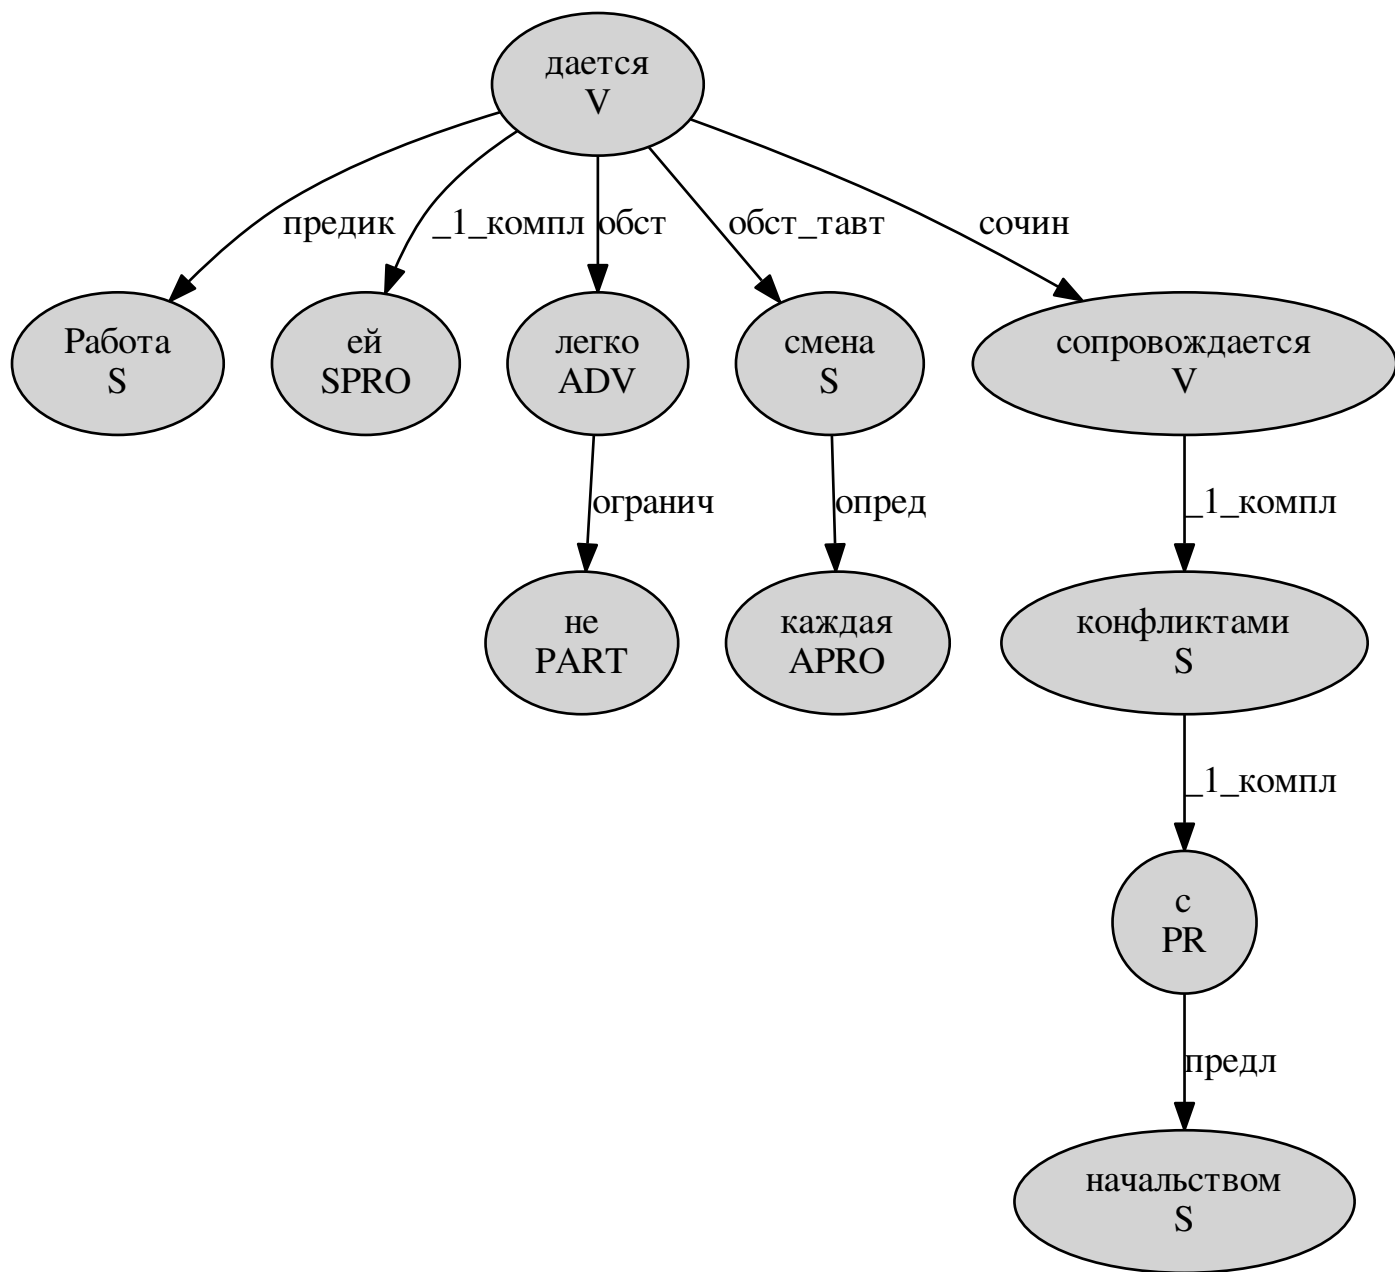 дается
V
предик
_1_компл
обст
обст_тавт
сочин
Работа
S
ей
SPRO
легко
ADV
смена
S
сопровождается
V
огранич
опред
_1_компл
не
PART
каждая
APRO
конфликтами
S
_1_компл
с
PR
предл
начальством
S